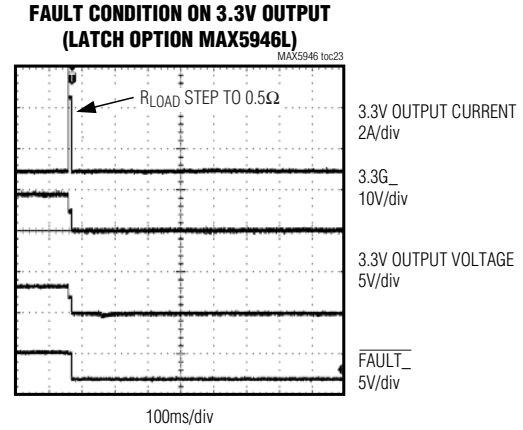 FAULT CONDITION ON 3.3V OUTPUT
(LATCH OPTION MAX5946L)
MAX5946 toc23
RLOAD STEP TO 0.5Ω
3.3V OUTPUT CURRENT
2A/div
3.3G_
10V/div
3.3V OUTPUT VOLTAGE
5V/div
FAULT_
5V/div
100ms/div